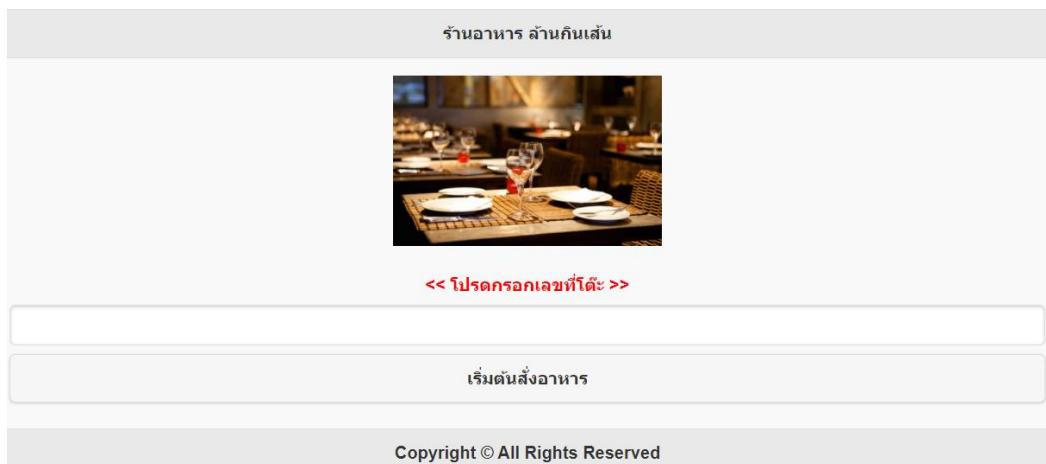 ร้านอาหาร ล้านกินเส้น
<< โปรดกรอกเลขที่โต๊ะ >>
เริ่มต้นสั่งอาหาร
Copyright © All Rights Reserved